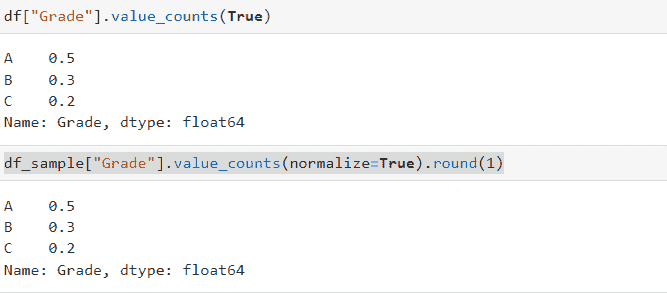 df["Grade"].value_counts(True)
A    0.5
B    0.3
C    0.2
Name: Grade, dtype: float64
df_sample["Grade"].value_counts(normalize=True).round(1)
A    0.5
B    0.3
C    0.2
Name: Grade, dtype: float64